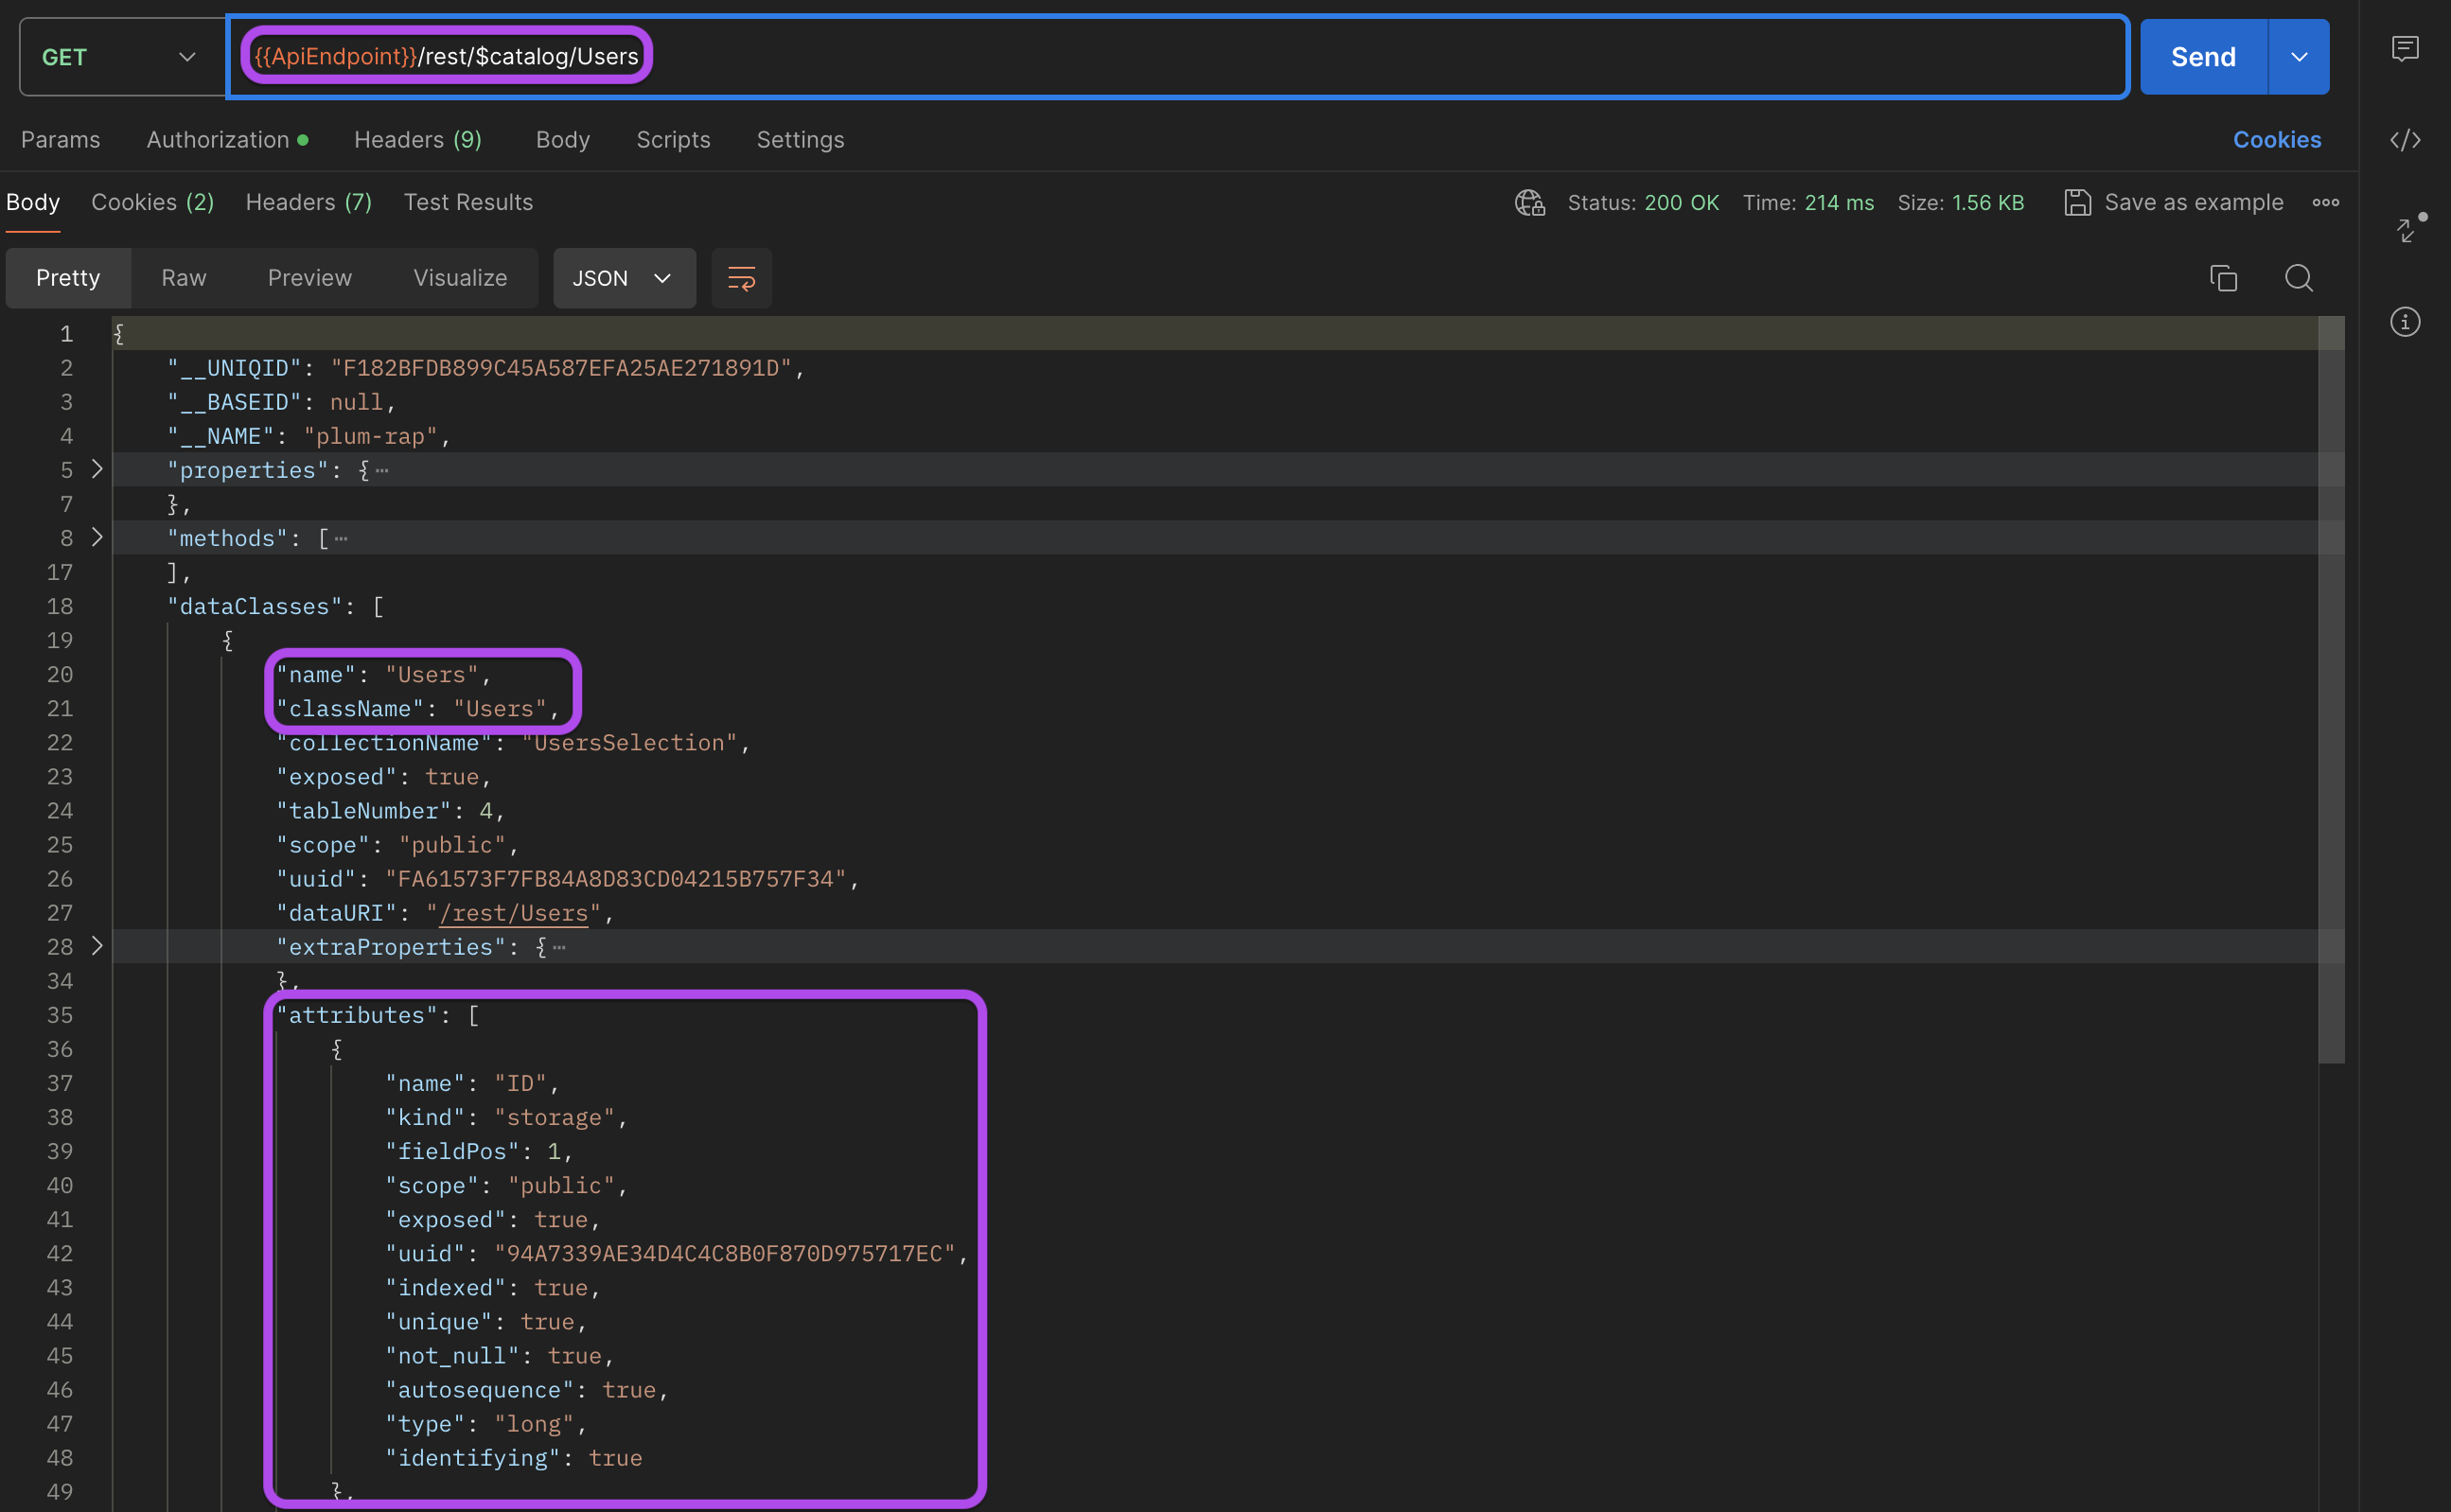 GET
{{ApiEndpoint}}/rest/$catalog/Users
Send
Params Authorization Headers (9) Body Scripts Settings Cookies
Body Cookies (2) Headers (7) Test Results Status: 200 OK Time: 214 ms Size: 1.56 KB Save as example
Pretty Raw Preview Visualize JSON
1 {
2 "__UNIQID": "F182BFDB899C45A587EFA25AE271891D",
3 "__BASEID": null,
4 "__NAME": "plum-rap",
5 "properties": {⋯
7 },
8 "methods": [⋯
17 ],
18 "dataClasses": [
19 {
20 "name": "Users",
21 "className": "Users",
22 "collectionName": "UsersSelection",
23 "exposed": true,
24 "tableNumber": 4,
25 "scope": "public",
26 "uuid": "FA61573F7FB84A8D83CD04215B757F34",
27 "dataURI": "/rest/Users",
28 "extraProperties": {⋯
34 },
35 "attributes": [
36 {
37 "name": "ID",
38 "kind": "storage",
39 "fieldPos": 1,
40 "scope": "public",
41 "exposed": true,
42 "uuid": "94A7339AE34D4C4C8B0F870D975717EC",
43 "indexed": true,
44 "unique": true,
45 "not_null": true,
46 "autosequence": true,
47 "type": "long",
48 "identifying": true
49 },